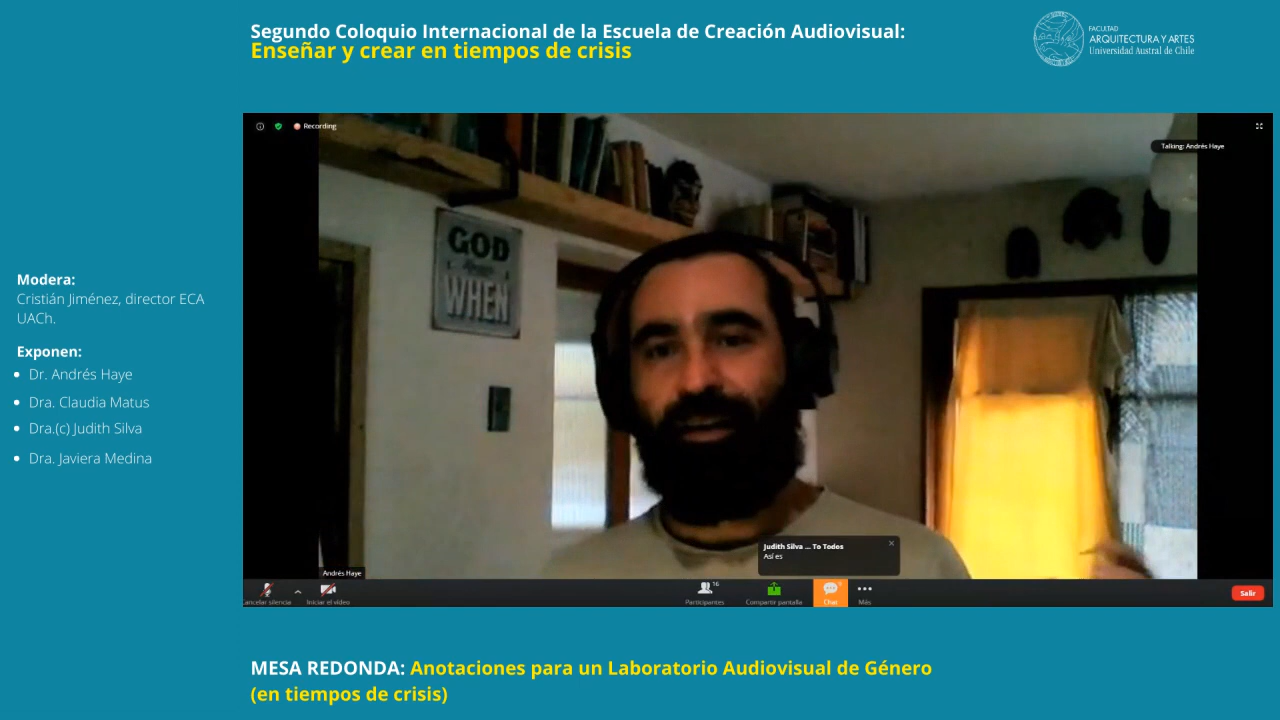 Segundo Coloquio Internacional de la Escuela de Creación Audiovisual:
Enseñar y crear en tiempos de crisis
FACULTAD
ARQUITECTURA Y ARTES
Universidad Austral de Chile
Recording
Talking: Andrés Haye
GOD
WHEN
Modera:
Cristián Jiménez, director ECA
UACh.
Exponen:
Dr. Andrés Haye
Dra. Claudia Matus
Dra.(c) Judith Silva
Dra. Javiera Medina
Judith Silva ... To Todos
Así es
Andrés Haye
ancelar silencia
Iniciar el vídeo
16
Participantes
Compartir pantalla
Chat
Más
Salir
MESA REDONDA: Anotaciones para un Laboratorio Audiovisual de Género
(en tiempos de crisis)